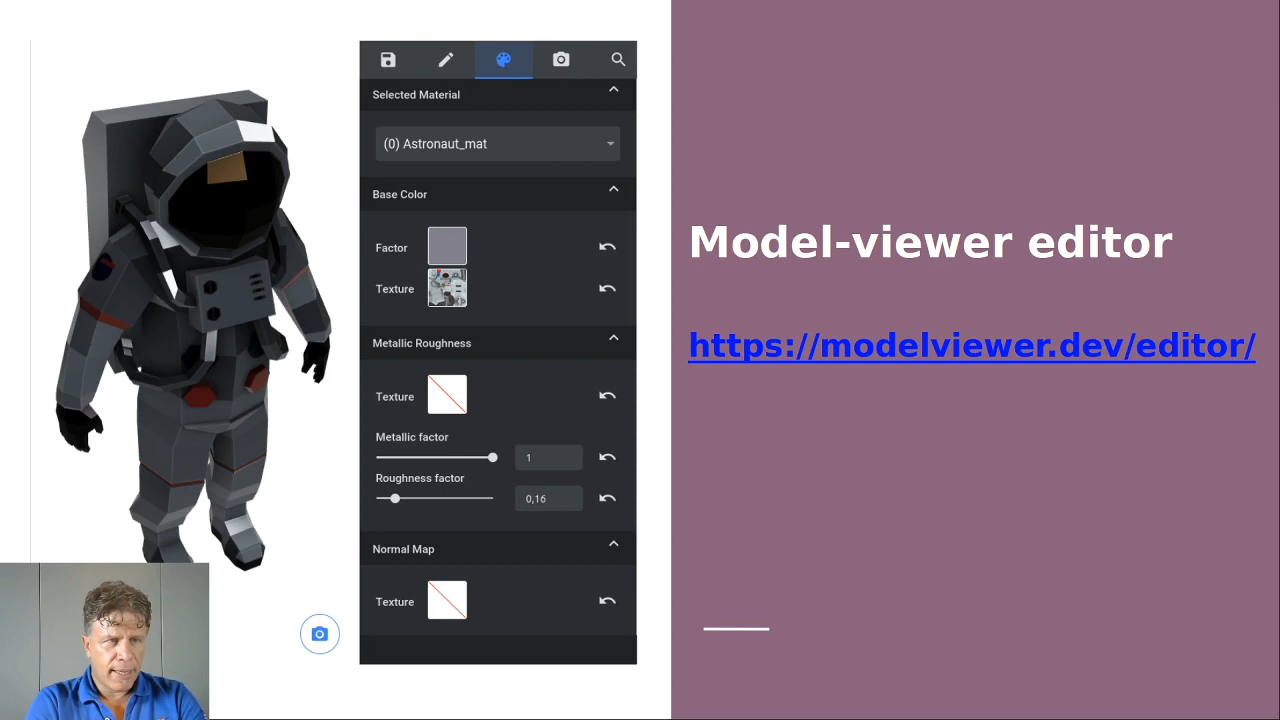 Selected Material
(0) Astronaut_mat
Base Color
Factor
Texture
Metallic Roughness
Texture
Metallic factor
1
Roughness factor
0,16
Normal Map
Texture
Model-viewer editor
https://modelviewer.dev/editor/